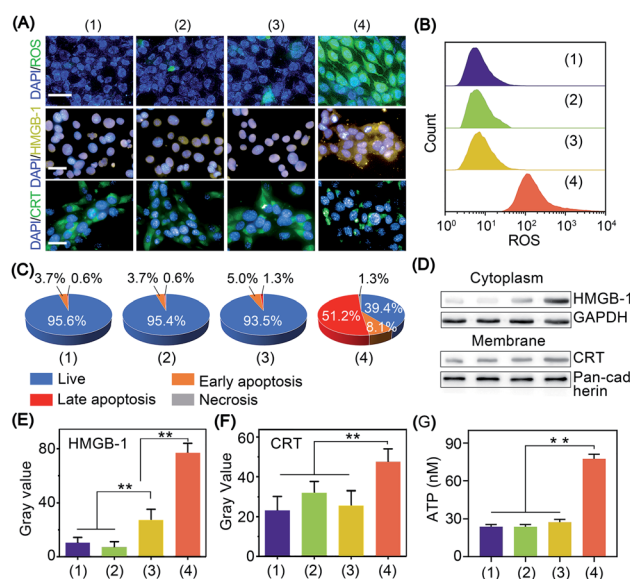 (A)
(1) (2) (3) (4)
DAPI/ROS
DAPI/HMGB-1
DAPI/CRT
(B)
Count
(1)
(2)
(3)
(4)
10⁰ 10¹ 10² 10³ 10⁴
ROS
(C)
3.7% 0.6% 3.7% 0.6% 5.0% 1.3% 1.3%
95.6% 95.4% 93.5% 51.2% 39.4% 8.1%
(1) (2) (3) (4)
Live Early apoptosis
Late apoptosis Necrosis
(D)
Cytoplasm
HMGB-1
GAPDH
Membrane
CRT
Pan-cad
herin
(E)
HMGB-1
Gray value
80
40
0
**
**
(1) (2) (3) (4)
(F)
CRT
Gray Value
60
40
20
0
**
(1) (2) (3) (4)
(G)
ATP (nM)
90
60
30
0
**
(1) (2) (3) (4)